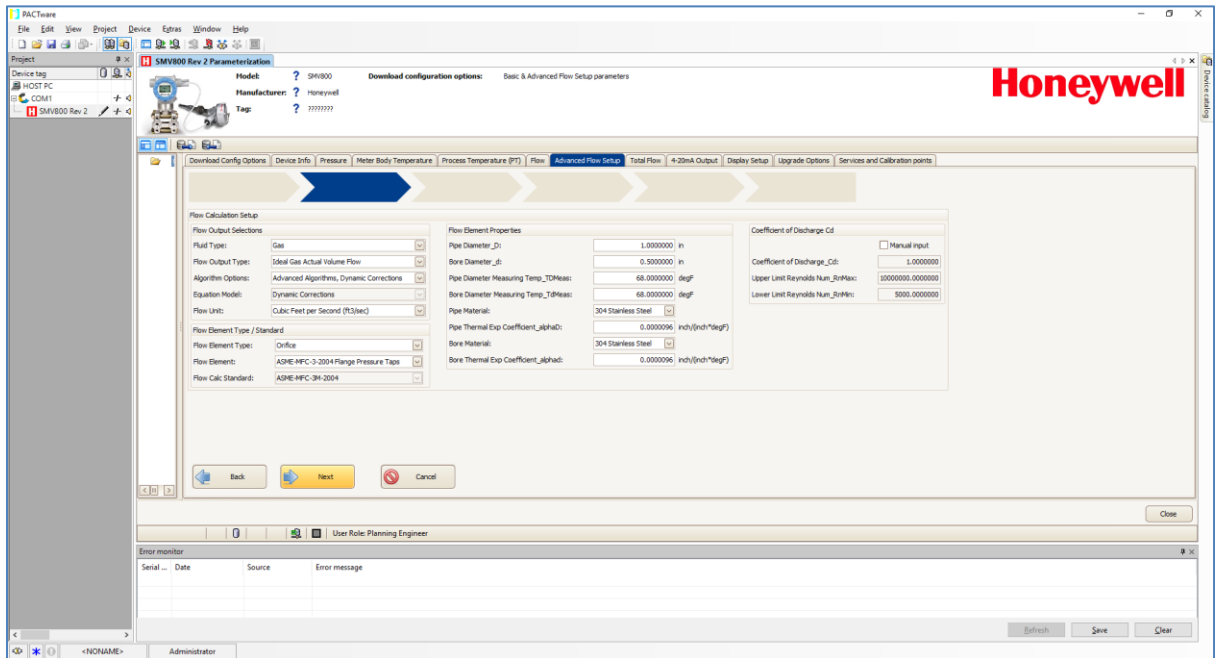 PACTware
File Edit View Project Device Extras Window Help
Project
SMV800 Rev 2 Parameterization
Device tag
HOST PC
COM1
SMV800 Rev 2
Model: ? SMV800 Download configuration options: Basic & Advanced Flow Setup parameters
Manufacturer: ? Honeywell
Tag: ? ????????
Honeywell
Device catalog
Download Config Options Device Info Pressure Meter Body Temperature Process Temperature (PT) Flow Advanced Flow Setup Total Flow 4-20mA Output Display Setup Upgrade Options Services and Calibration points
Flow Calculation Setup
Flow Output Selections
Fluid Type: Gas
Flow Output Type: Ideal Gas Actual Volume Flow
Algorithm Options: Advanced Algorithms, Dynamic Corrections
Equation Model: Dynamic Corrections
Flow Unit: Cubic Feet per Second (ft3/sec)
Flow Element Type / Standard
Flow Element Type: Orifice
Flow Element: ASME-MFC-3-2004 Flange Pressure Taps
Flow Calc Standard: ASME-MFC-3M-2004
Flow Element Properties
Pipe Diameter_D: 1.0000000 in
Bore Diameter_d: 0.5000000 in
Pipe Diameter Measuring Temp_TDMeas: 68.0000000 degF
Bore Diameter Measuring Temp_TdMeas: 68.0000000 degF
Pipe Material: 304 Stainless Steel
Pipe Thermal Exp Coefficient_alphaD: 0.0000096 inch/(inch*degF)
Bore Material: 304 Stainless Steel
Bore Thermal Exp Coefficient_alphad: 0.0000096 inch/(inch*degF)
Coefficient of Discharge Cd
Manual input
Coefficient of Discharge_Cd: 1.0000000
Upper Limit Reynolds Num_RnMax: 10000000.0000000
Lower Limit Reynolds Num_RnMin: 5000.0000000
Back Next Cancel
Close
User Role: Planning Engineer
Error monitor
Serial ... Date Source Error message
Refresh Save Clear
<NONAME> Administrator